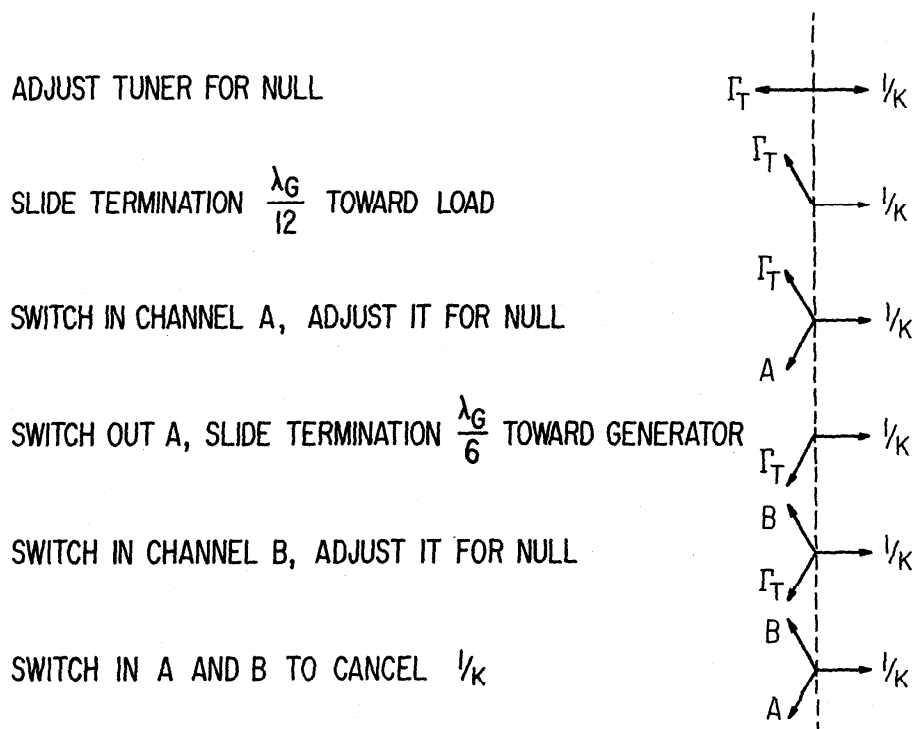 ADJUST TUNER FOR NULL
Γ_T 1/K
SLIDE TERMINATION λ_G/12 TOWARD LOAD
Γ_T 1/K
SWITCH IN CHANNEL A, ADJUST IT FOR NULL
Γ_T 1/K
A
SWITCH OUT A, SLIDE TERMINATION λ_G/6 TOWARD GENERATOR
1/K
Γ_T
SWITCH IN CHANNEL B, ADJUST IT FOR NULL
B 1/K
Γ_T
SWITCH IN A AND B TO CANCEL 1/K
B 1/K
A